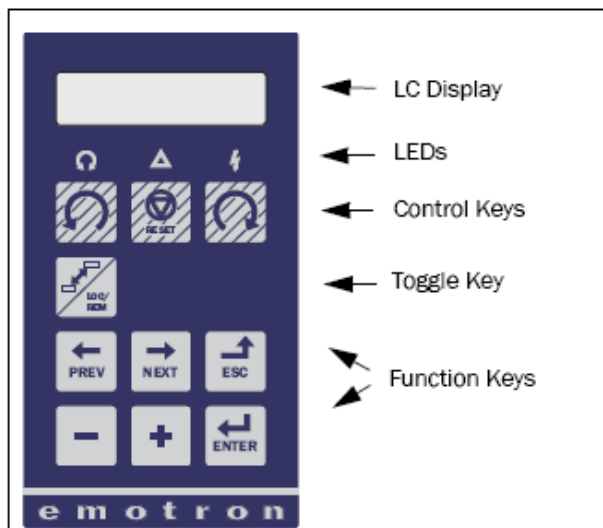 LC Display
LEDs
Control Keys
RESET
Toggle Key
LOC/
REM
PREV NEXT ESC
Function Keys
- + ENTER
emotron